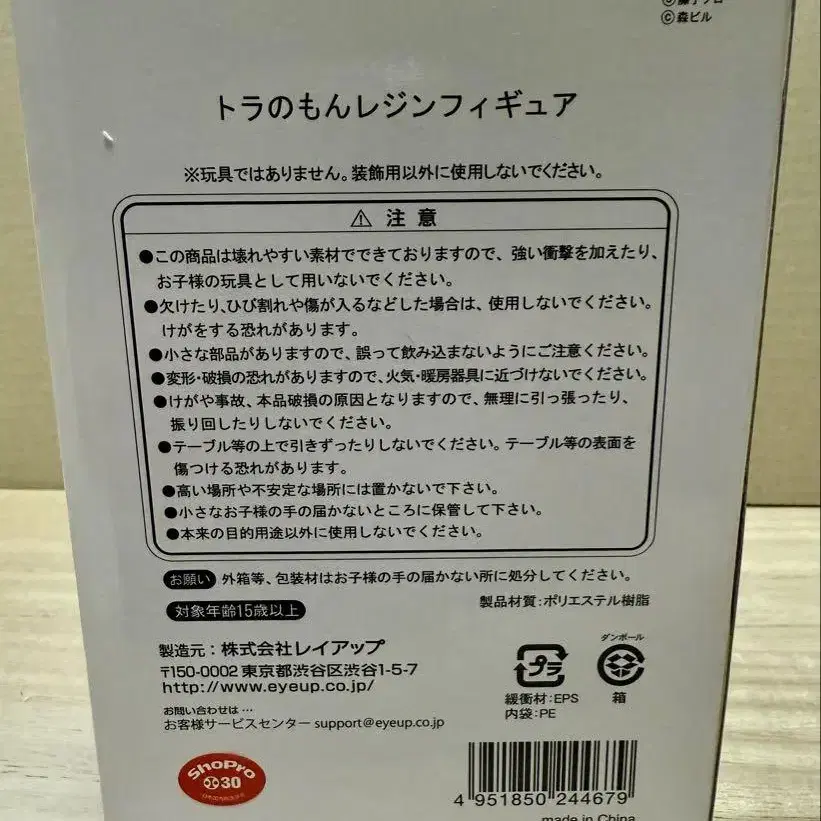 ©藤子プロ
©森ビル
トラのもんレジンフィギュア
※玩具ではありません。装飾用以外に使用しないでください。
⚠ 注意
●この商品は壊れやすい素材でできておりますので、強い衝撃を加えたり、
お子様の玩具として用いないでください。
●欠けたり、ひび割れや傷が入るなどした場合は、使用しないでください。
けがをする恐れがあります。
●小さな部品がありますので、誤って飲み込まないようにご注意ください。
●変形・破損の恐れがありますので、火気・暖房器具に近づけないでください。
●けがや事故、本品破損の原因となりますので、無理に引っ張ったり、
振り回したりしないでください。
●テーブル等の上で引きずったりしないでください。テーブル等の表面を
傷つける恐れがあります。
●高い場所や不安定な場所には置かないで下さい。
●小さなお子様の手の届かないところに保管して下さい。
●本来の目的用途以外に使用しないでください。
お願い 外箱等、包装材はお子様の手の届かない所に処分してください。
対象年齢15歳以上
製品材質：ポリエステル樹脂
製造元：株式会社レイアップ
〒150-0002 東京都渋谷区渋谷1-5-7
http://www.eyeup.co.jp/
お問い合わせは…
お客様サービスセンター support@eyeup.co.jp
プラ
緩衝材：EPS
内袋：PE
ダンボール
箱
ShoPro
30
4 951850 244679
made in China